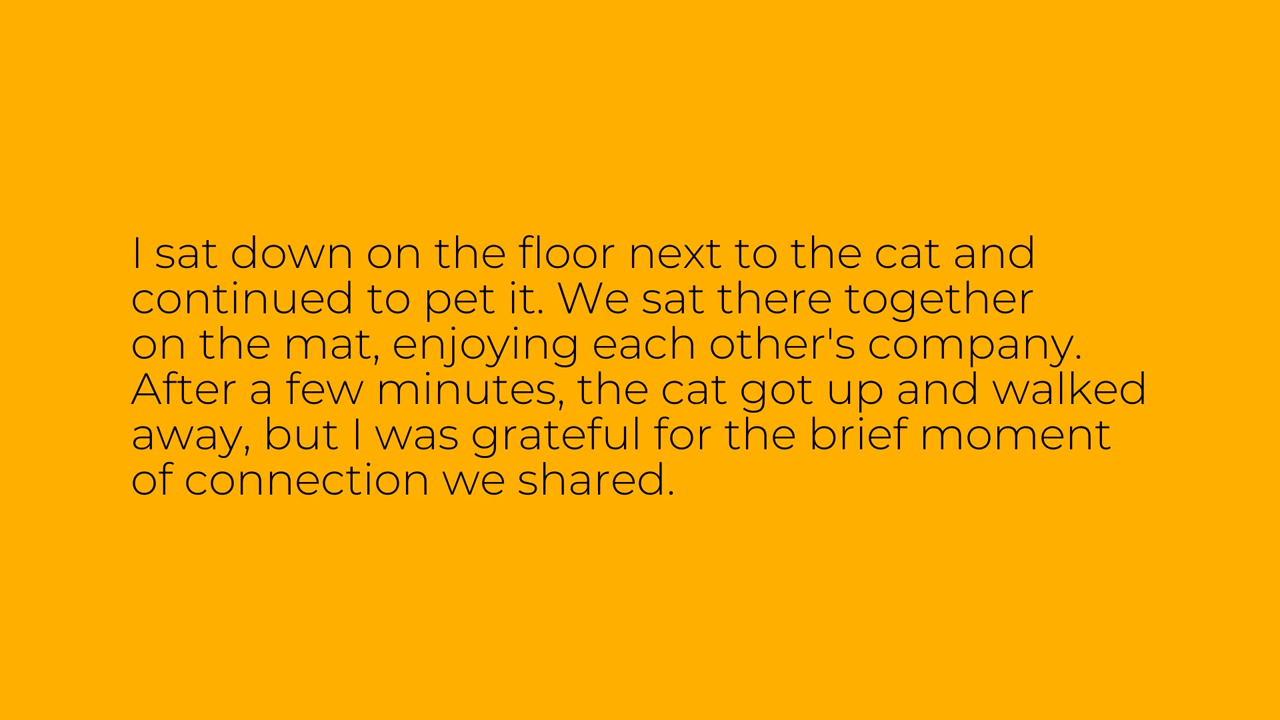 I sat down on the floor next to the cat and
continued to pet it. We sat there together
on the mat, enjoying each other's company.
After a few minutes, the cat got up and walked
away, but I was grateful for the brief moment
of connection we shared.